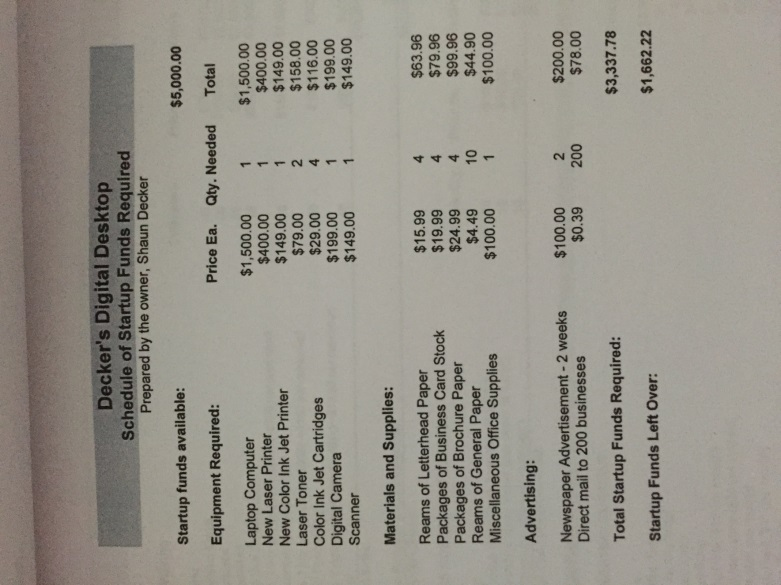 Decker's Digital Desktop
Schedule of Startup Funds Required
Prepared by the owner, Shaun Decker
Startup funds available: $5,000.00
Equipment Required: Price Ea. Qty. Needed Total
Laptop Computer $1,500.00 1 $1,500.00
New Laser Printer $400.00 1 $400.00
New Color Ink Jet Printer $149.00 1 $149.00
Laser Toner $79.00 2 $158.00
Color Ink Jet Cartridges $29.00 4 $116.00
Digital Camera $199.00 1 $199.00
Scanner $149.00 1 $149.00
Materials and Supplies:
Reams of Letterhead Paper $15.99 4 $63.96
Packages of Business Card Stock $19.99 4 $79.96
Packages of Brochure Paper $24.99 4 $99.96
Reams of General Paper $4.49 10 $44.90
Miscellaneous Office Supplies $100.00 1 $100.00
Advertising:
Newspaper Advertisement - 2 weeks $100.00 2 $200.00
Direct mail to 200 businesses $0.39 200 $78.00
Total Startup Funds Required: $3,337.78
Startup Funds Left Over: $1,662.22